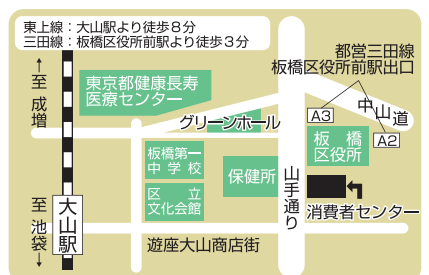 東上線：大山駅より徒歩８分
三田線：板橋区役所前駅より徒歩３分
都営三田線
板橋区役所前駅出口
↑至 成増
東京都健康長寿
医療センター
中山道
グリーンホール
A3
A2
板橋
区役所
板橋第一
中学校
保健所
山手通り
区立
文化会館
消費者センター
大山駅
至 池袋↓
遊座大山商店街